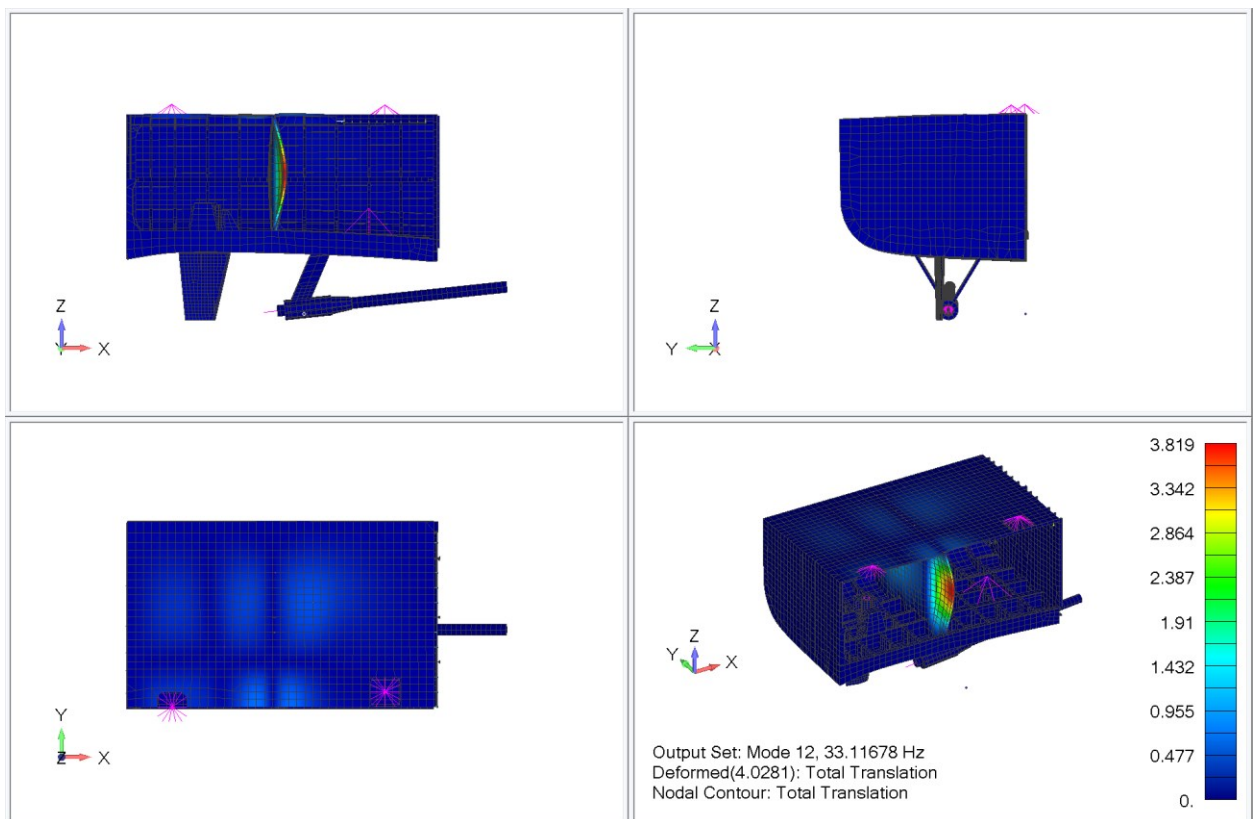 Z
Y X
Z
Y X
Y
Z X
Z
Y X
3.819
3.342
2.864
2.387
1.91
1.432
0.955
0.477
0.
Output Set: Mode 12, 33.11678 Hz
Deformed(4.0281): Total Translation
Nodal Contour: Total Translation